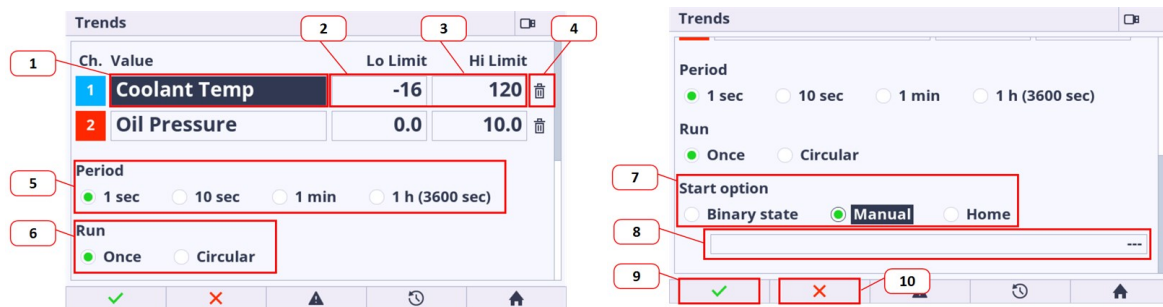 Trends
2
3
4
1
Ch. Value Lo Limit Hi Limit
1 Coolant Temp -16 120
2 Oil Pressure 0.0 10.0
5
Period
1 sec 10 sec 1 min 1 h (3600 sec)
6
Run
Once Circular
Trends
Period
1 sec 10 sec 1 min 1 h (3600 sec)
Run
Once Circular
7
Start option
Binary state Manual Home
8
---
9
10